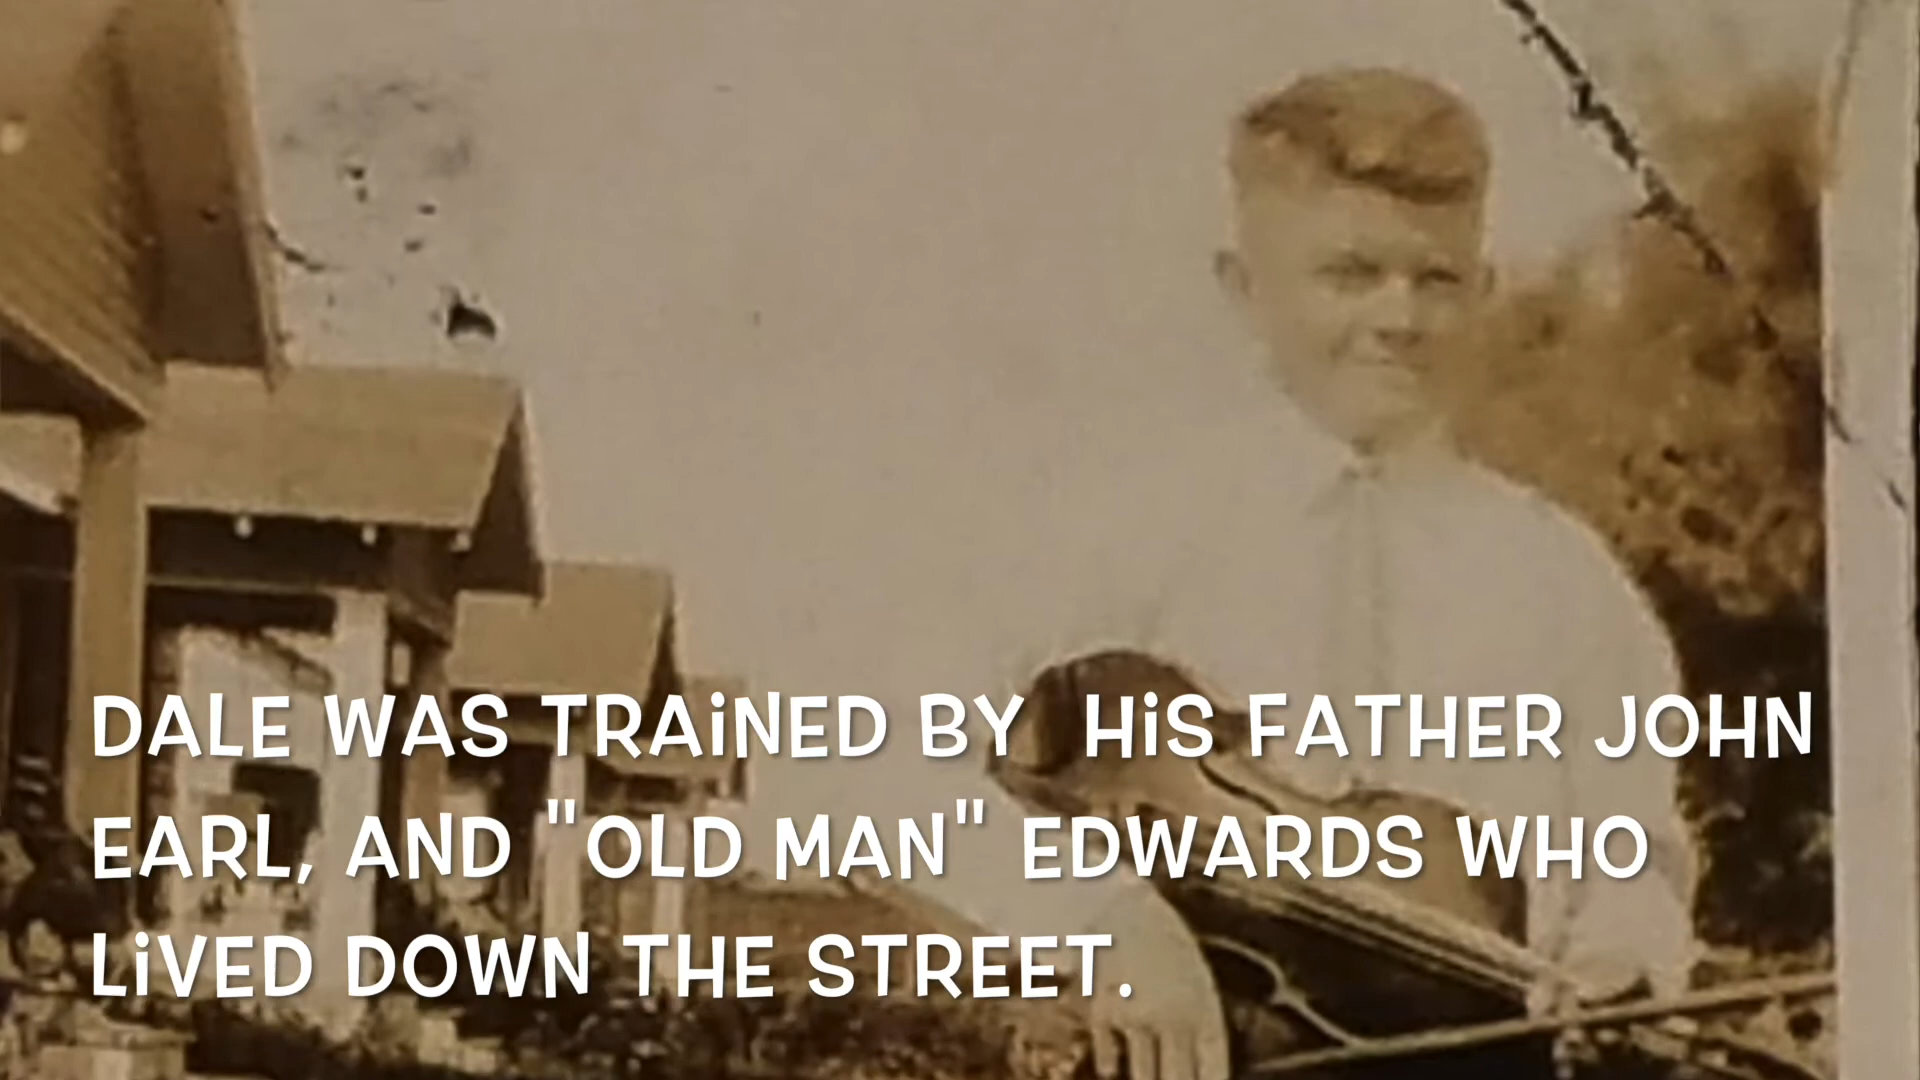 DALE WAS TRAiNED BY HiS FATHER JOHN
EARL, AND "OLD MAN" EDWARDS WHO
LiVED DOWN THE STREET.